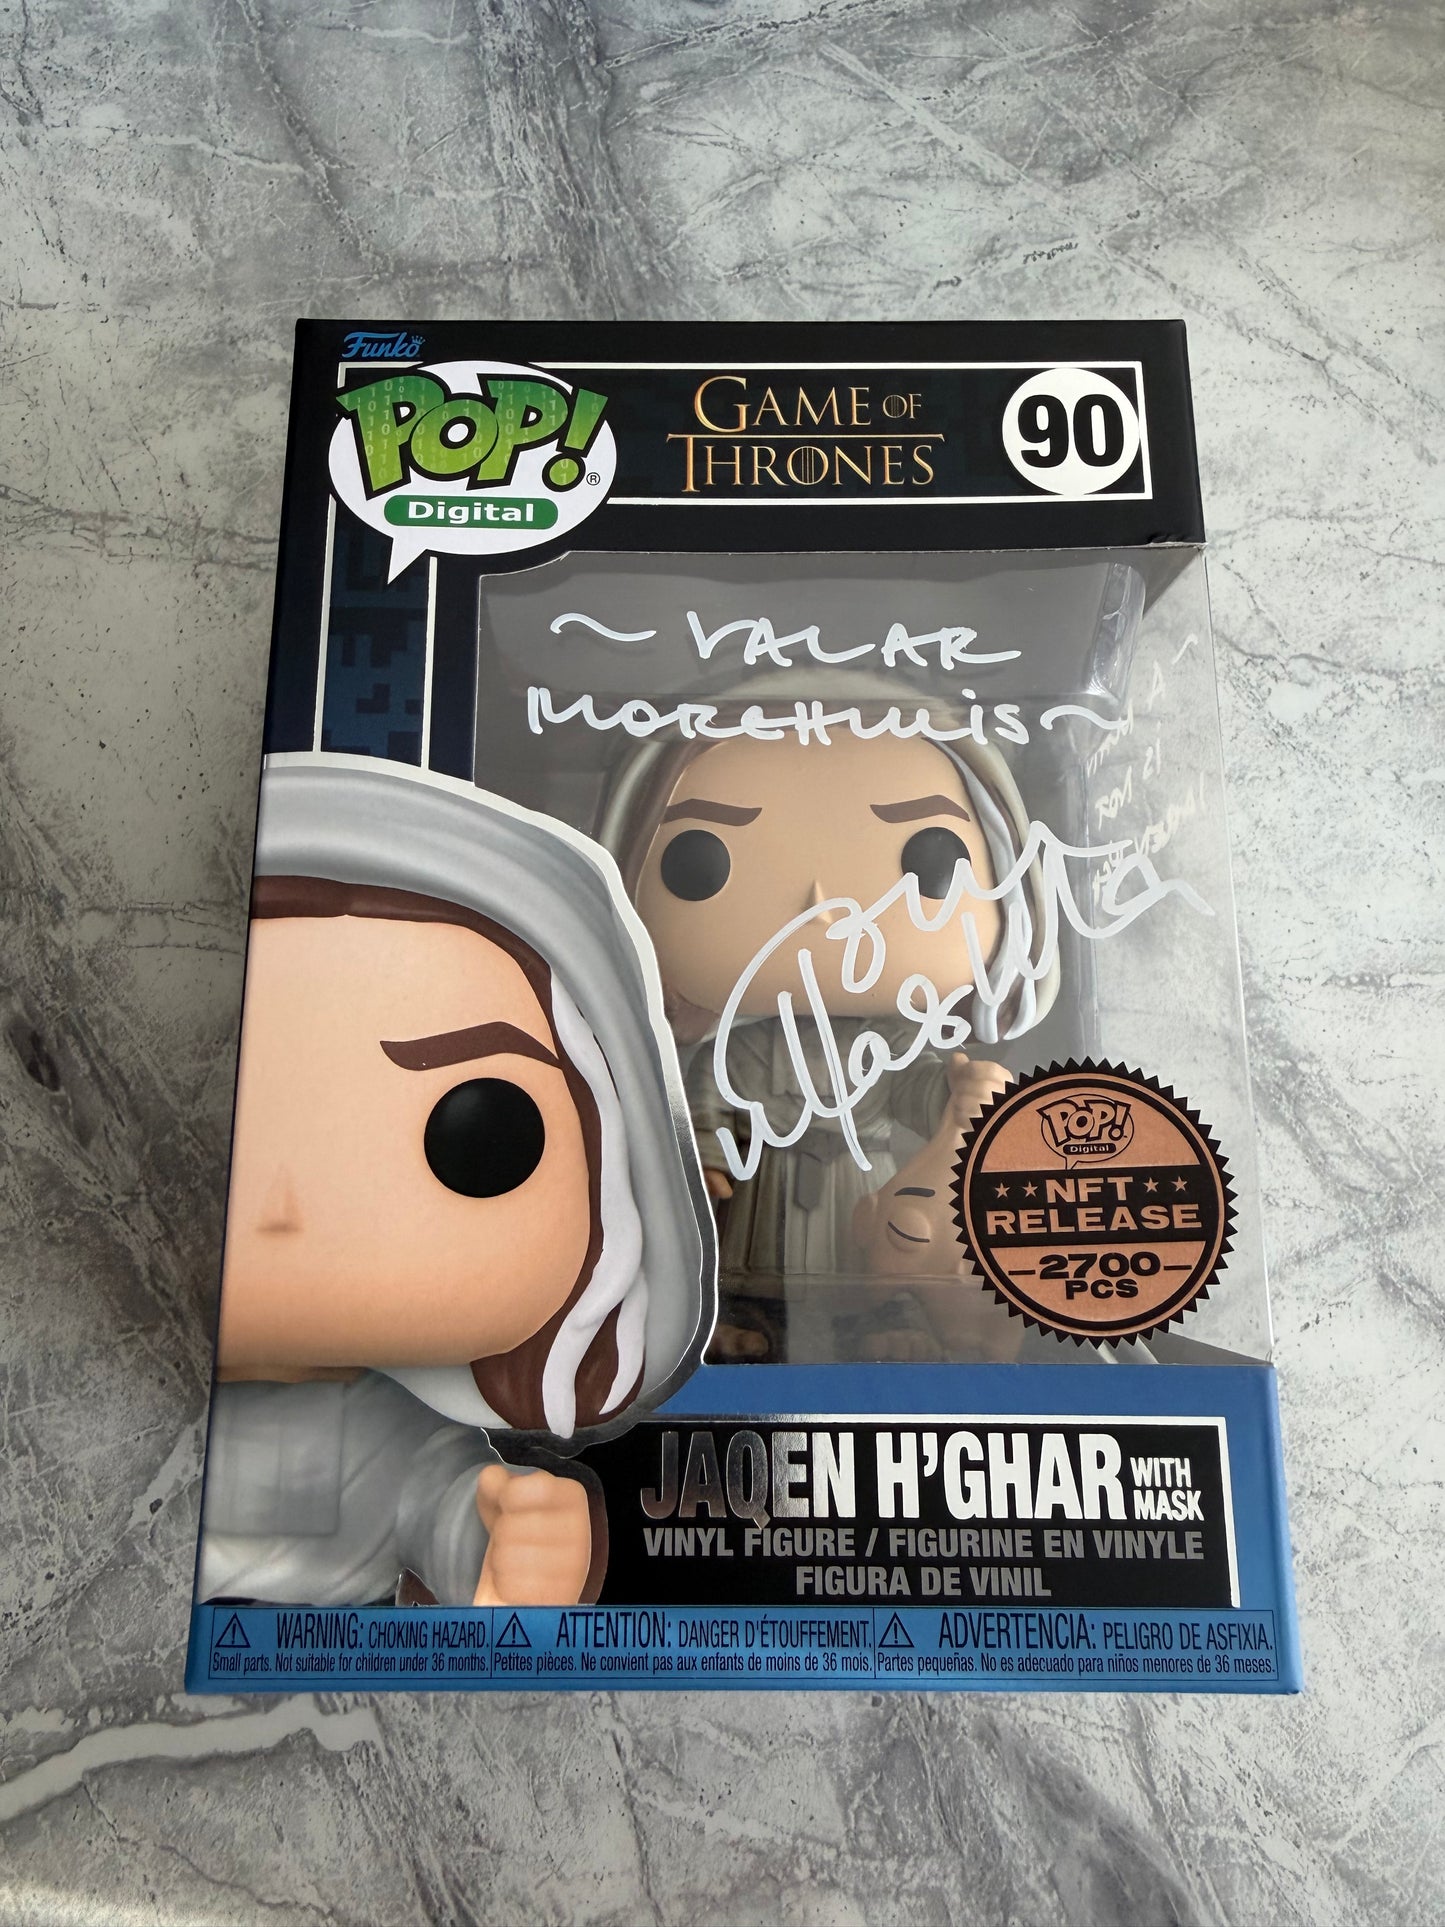 Funko
POP!®
Digital
GAME OF
THRONES
90
~ VALAR
MORGHULIS ~
~ A
IS NOT
POP!
Digital
NFT
RELEASE
2700
PCS
JAQEN H'GHAR WITH MASK
VINYL FIGURE / FIGURINE EN VINYLE
FIGURA DE VINIL
WARNING: CHOKING HAZARD.
Small parts. Not suitable for children under 36 months.
ATTENTION: DANGER D'ÉTOUFFEMENT.
Petites pièces. Ne convient pas aux enfants de moins de 36 mois.
ADVERTENCIA: PELIGRO DE ASFIXIA.
Partes pequeñas. No es adecuado para niños menores de 36 meses.